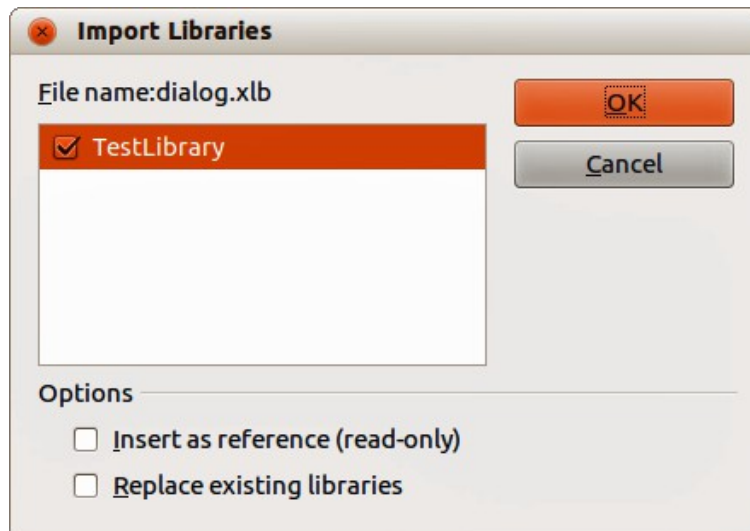 Import Libraries
File name:dialog.xlb
OK
TestLibrary
Cancel
Options
Insert as reference (read-only)
Replace existing libraries